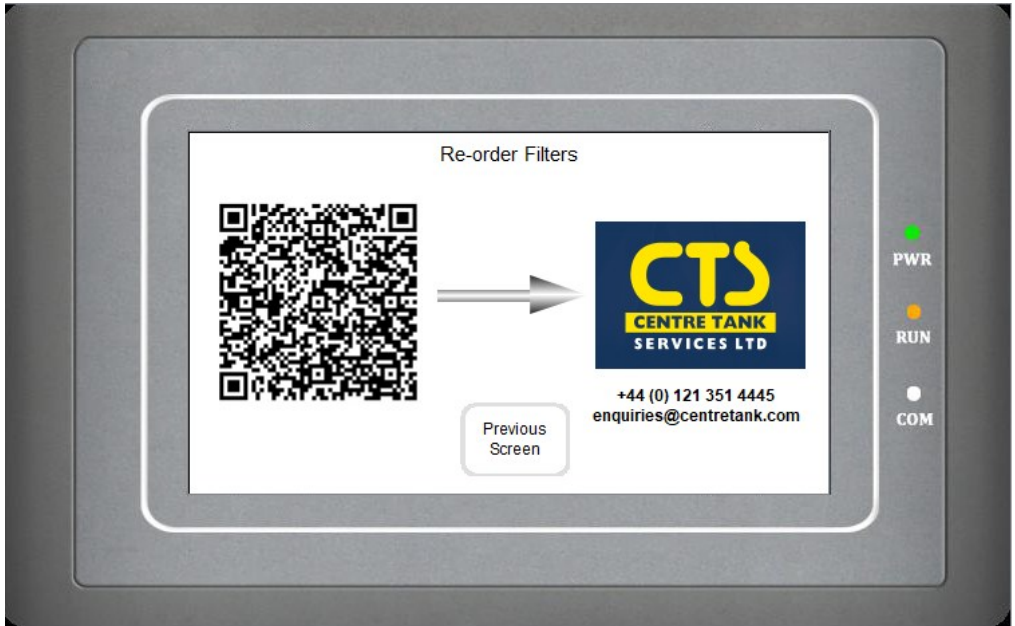 Re-order Filters
CTS
CENTRE TANK
SERVICES LTD
+44 (0) 121 351 4445
enquiries@centretank.com
Previous
Screen
PWR
RUN
COM